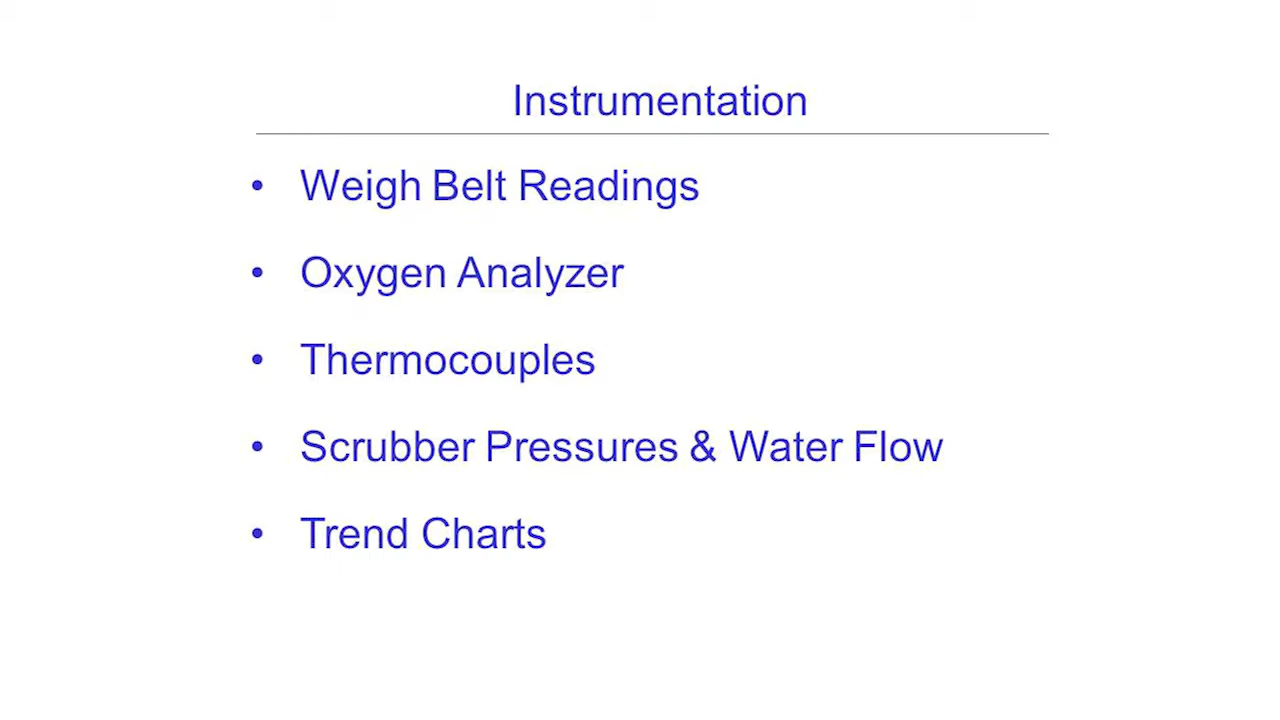 Instrumentation
• Weigh Belt Readings
• Oxygen Analyzer
• Thermocouples
• Scrubber Pressures & Water Flow
• Trend Charts